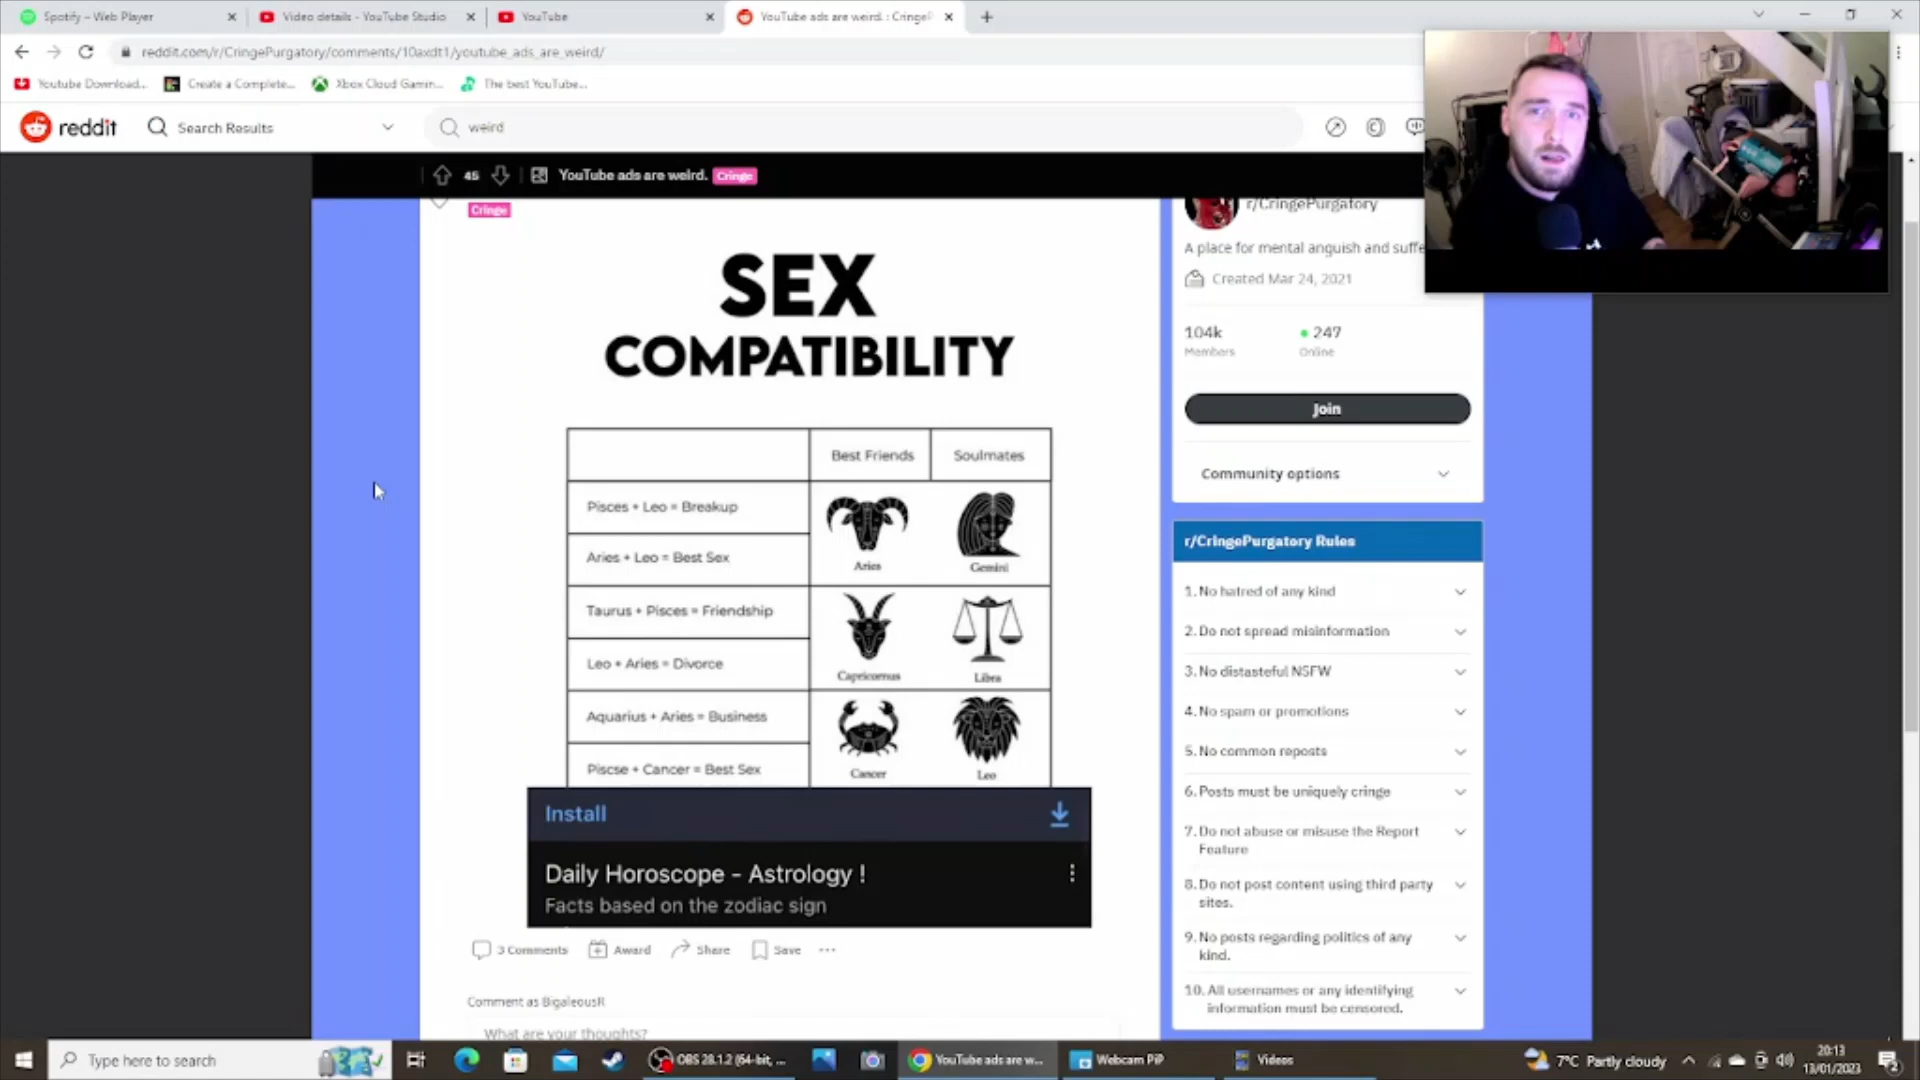 Spotify – Web Player
Video details - YouTube Studio
YouTube
YouTube ads are weird. : CringeP
reddit.com/r/CringePurgatory/comments/10axdt1/youtube_ads_are_weird/
Youtube Download...
Create a Complete...
Xbox Cloud Gamin...
The best YouTube...
reddit
Search Results
weird
45
YouTube ads are weird.
Cringe
Cringe
SEX
COMPATIBILITY
Best Friends
Soulmates
Pisces + Leo = Breakup
Aries + Leo = Best Sex
Aries
Gemini
Taurus + Pisces = Friendship
Leo + Aries = Divorce
Capricornus
Libra
Aquarius + Aries = Business
Piscse + Cancer = Best Sex
Cancer
Leo
Install
Daily Horoscope - Astrology !
Facts based on the zodiac sign
3 Comments
Award
Share
Save
Comment as BigaleousR
What are your thoughts?
r/CringePurgatory
A place for mental anguish and suffe
Created Mar 24, 2021
104k
Members
247
Online
Join
Community options
r/CringePurgatory Rules
1. No hatred of any kind
2. Do not spread misinformation
3. No distasteful NSFW
4. No spam or promotions
5. No common reposts
6. Posts must be uniquely cringe
7. Do not abuse or misuse the Report
Feature
8. Do not post content using third party
sites.
9. No posts regarding politics of any
kind.
10. All usernames or any identifying
information must be censored.
Type here to search
OBS 28.1.2 (64-bit, ...
YouTube ads are w...
Webcam PiP
Videos
7°C Partly cloudy
20:13
13/01/2023
2